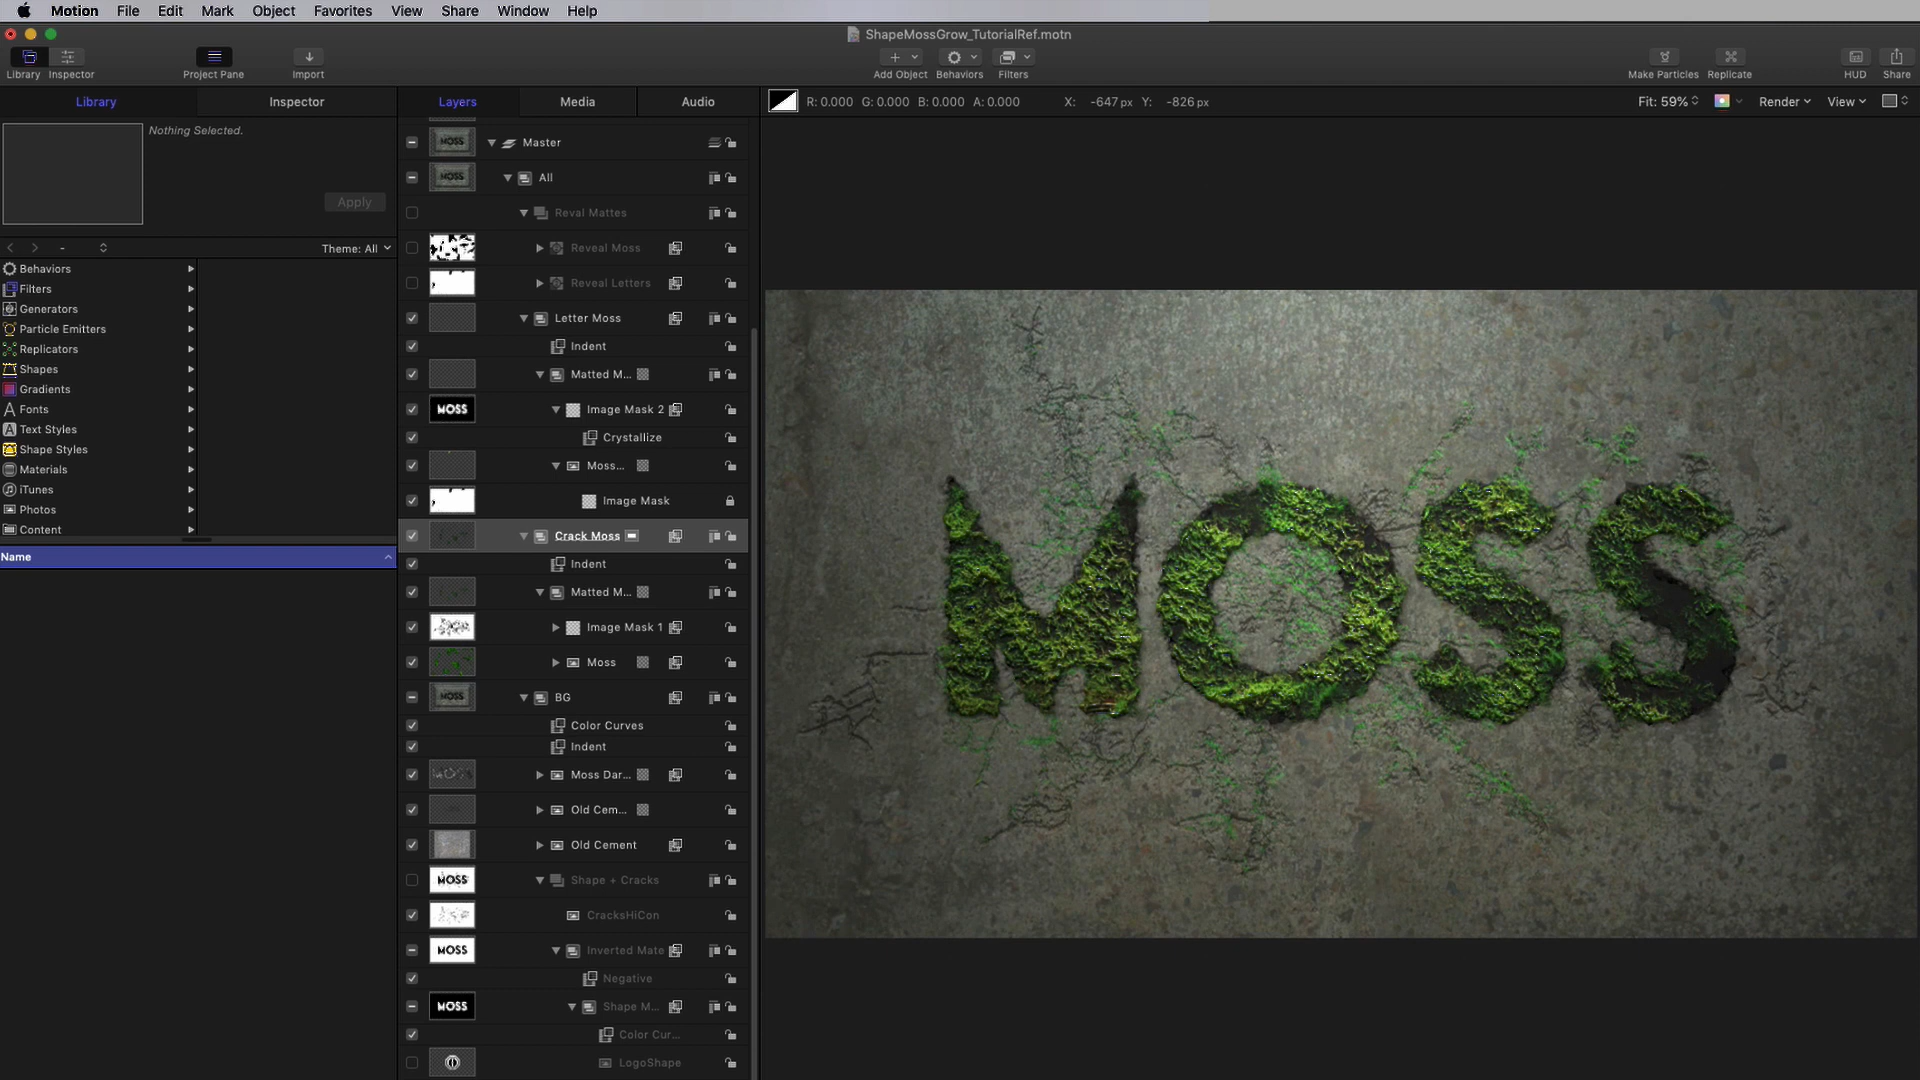 Motion File Edit Mark Object Favorites View Share Window Help
ShapeMossGrow_TutorialRef.motn
Library Inspector Project Pane Import Add Object Behaviors Filters Make Particles Replicate HUD Share
Library Inspector Layers Media Audio R: 0.000 G: 0.000 B: 0.000 A: 0.000 X: -647 px Y: -826 px Fit: 59% Render View
Nothing Selected.
Apply
- Theme: All
Behaviors
Filters
Generators
Particle Emitters
Replicators
Shapes
Gradients
Fonts
Text Styles
Shape Styles
Materials
iTunes
Photos
Content
Name
Master
All
Reval Mattes
Reveal Moss
Reveal Letters
Letter Moss
Indent
Matted M...
MOSS Image Mask 2
Crystallize
Moss...
Image Mask
Crack Moss
Indent
Matted M...
Image Mask 1
Moss
BG
Color Curves
Indent
Moss Dar...
Old Cem...
Old Cement
MOSS Shape + Cracks
CracksHiCon
MOSS Inverted Mate
Negative
MOSS Shape M...
Color Cur...
LogoShape
MOSS